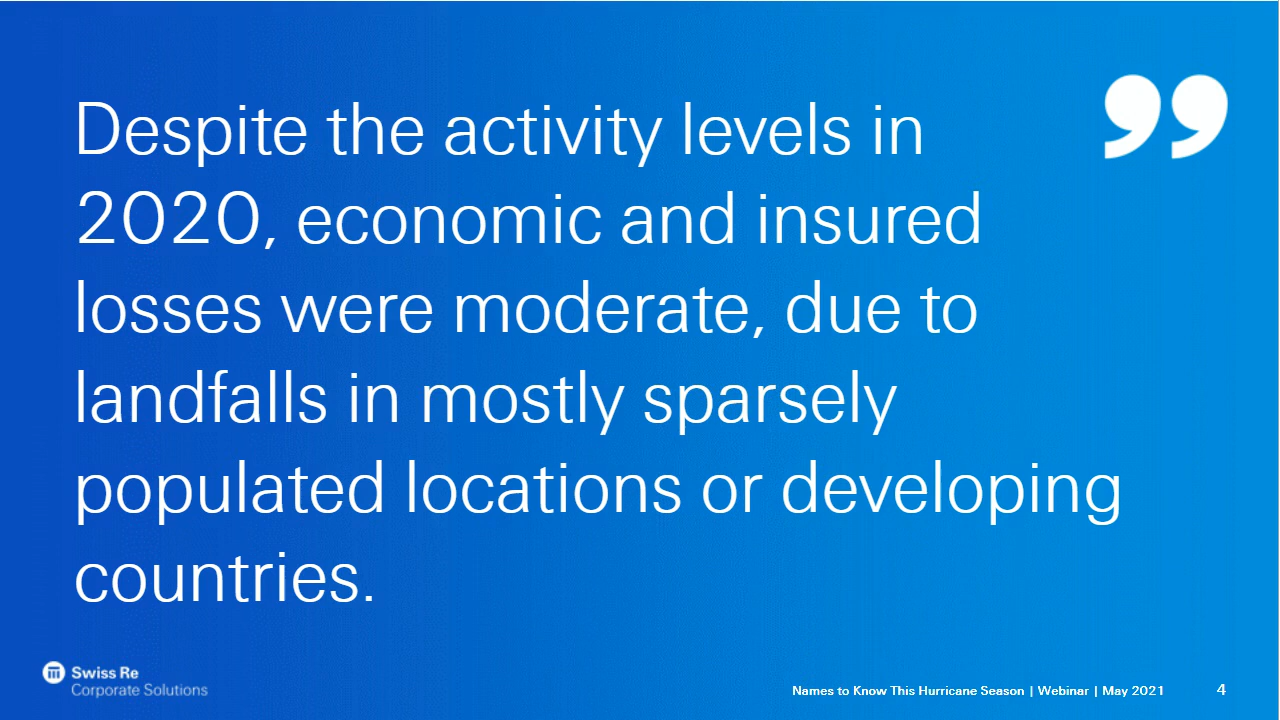 Despite the activity levels in
2020, economic and insured
losses were moderate, due to
landfalls in mostly sparsely
populated locations or developing
countries.
”
Swiss Re
Corporate Solutions
Names to Know This Hurricane Season | Webinar | May 2021 4